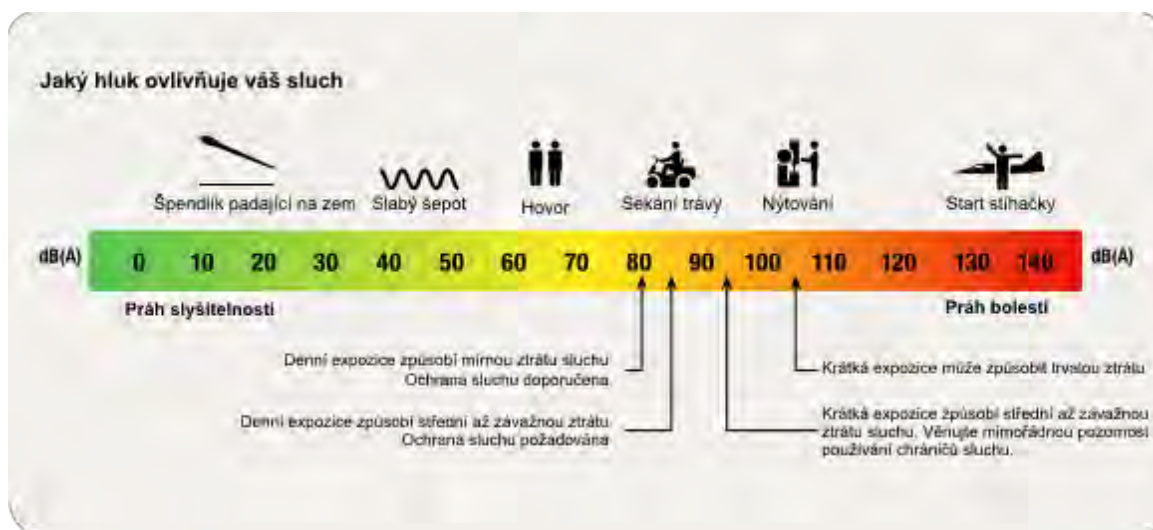 Jaký hluk ovlivňuje váš sluch
Špendlík padající na zem
Slabý šepot
Hovor
Sekání trávy
Nýtování
Start stíhačky
dB(A) 0 10 20 30 40 50 60 70 80 90 100 110 120 130 140 dB(A)
Práh slyšitelnosti
Práh bolesti
Denní expozice způsobí mírnou ztrátu sluchu
Ochrana sluchu doporučena
Denní expozice způsobí střední až závažnou ztrátu
Ochrana sluchu požadována
Krátká expozice může způsobit trvalou ztrátu
Krátká expozice způsobí střední až závažnou
ztrátu sluchu. Věnujte mimořádnou pozornost
používání chráničů sluchu.